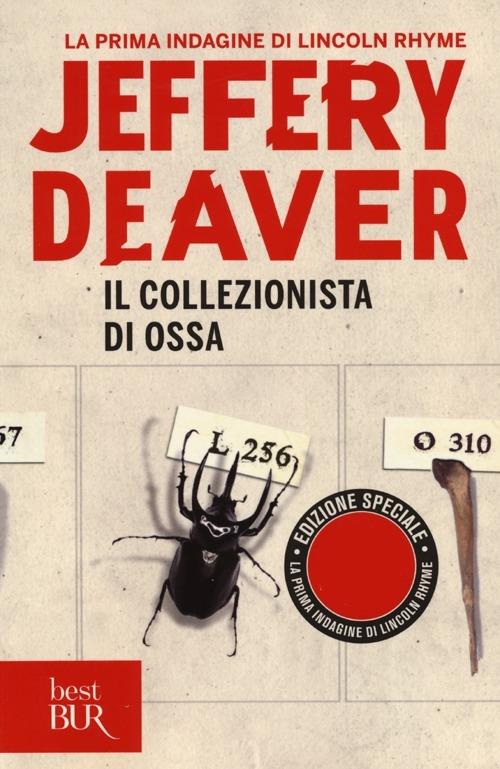 LA PRIMA INDAGINE DI LINCOLN RHYME
JEFFERY
DEAVER
IL COLLEZIONISTA
DI OSSA
67
L 256
O 310
EDIZIONE SPECIALE
LA PRIMA INDAGINE DI LINCOLN RHYME
best
BUR